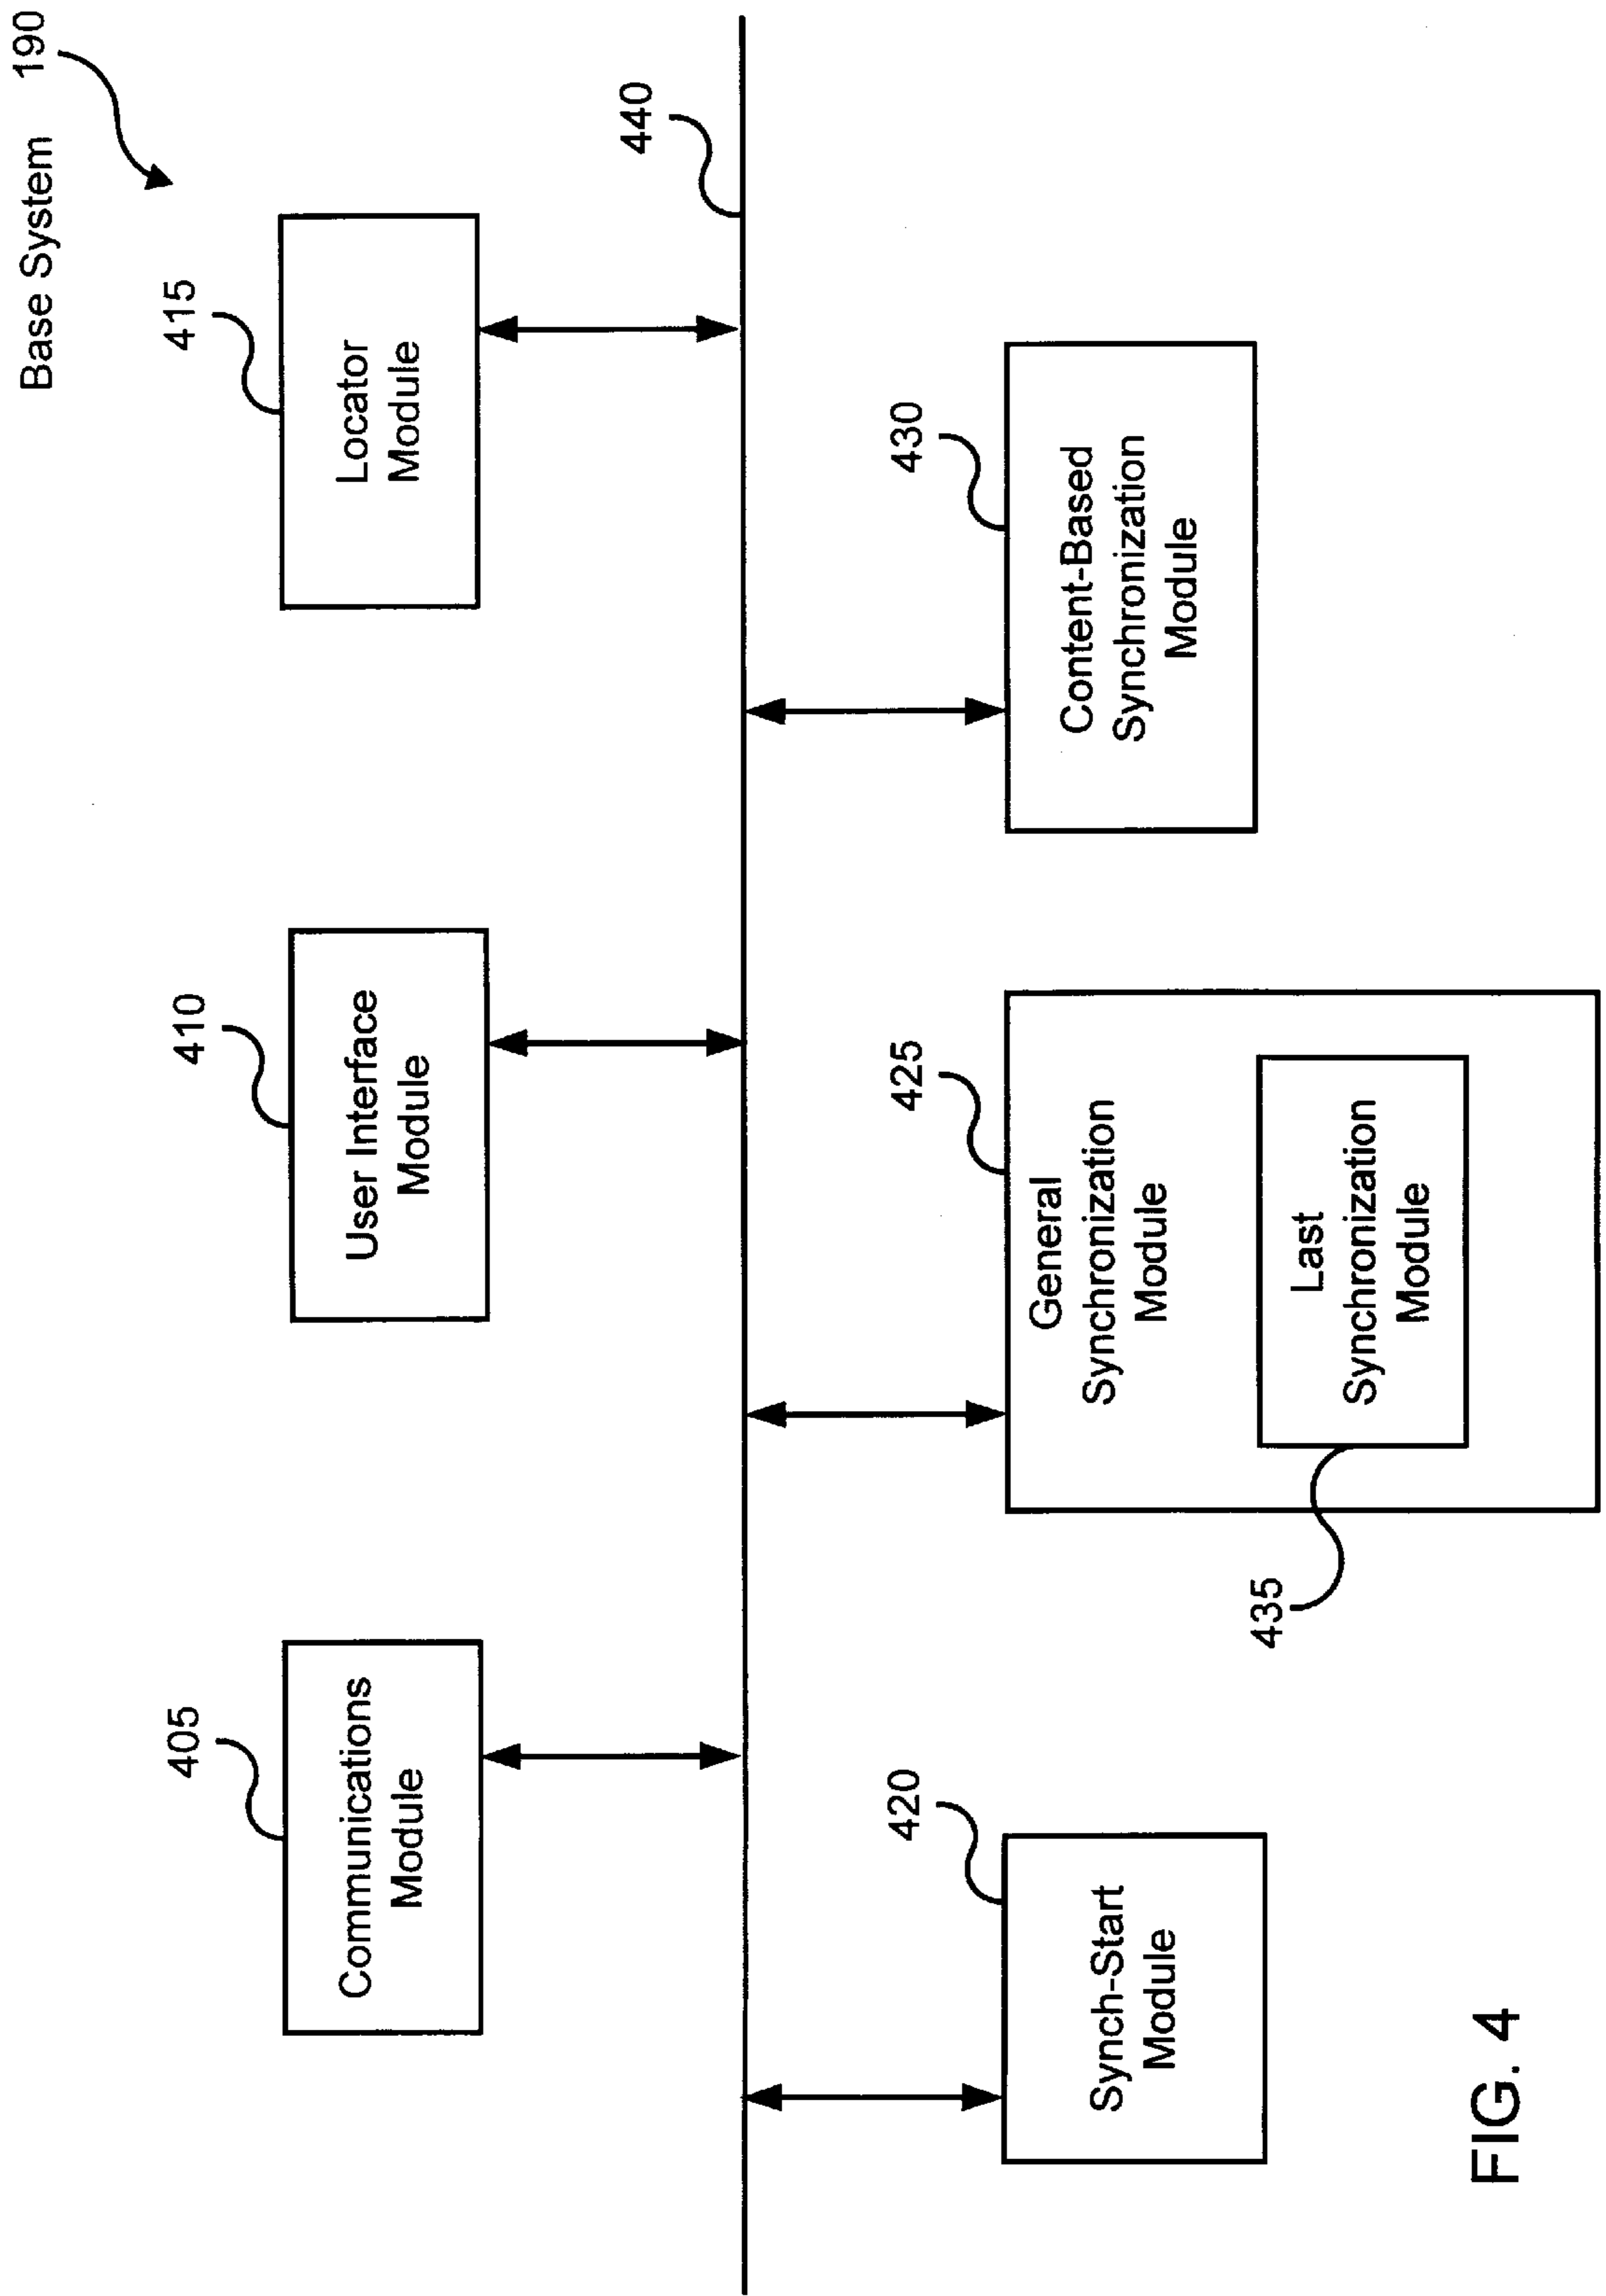 Base System 190
405
Communications
Module
410
User Interface
Module
415
Locator
Module
440
420
Synch-Start
Module
425
General
Synchronization
Module
435
Last
Synchronization
Module
430
Content-Based
Synchronization
Module
FIG. 4